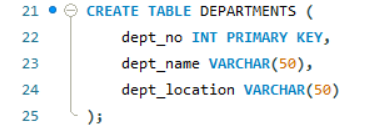 21 CREATE TABLE DEPARTMENTS (
22 dept_no INT PRIMARY KEY,
23 dept_name VARCHAR(50),
24 dept_location VARCHAR(50)
25 );